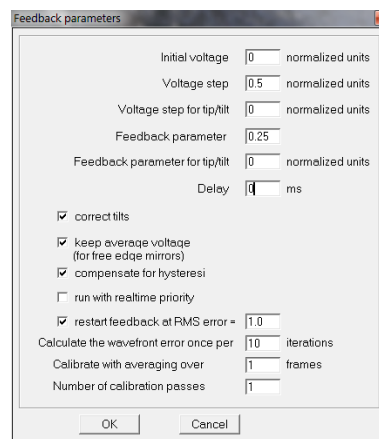 Feedback parameters
Initial voltage 0 normalized units
Voltage step 0.5 normalized units
Voltage step for tip/tilt 0 normalized units
Feedback parameter 0.25
Feedback parameter for tip/tilt 0 normalized units
Delay 0 ms
correct tilts
keep average voltage
(for free edge mirrors)
compensate for hysteresi
run with realtime priority
restart feedback at RMS error = 1.0
Calculate the wavefront error once per 10 iterations
Calibrate with averaging over 1 frames
Number of calibration passes 1
OK Cancel